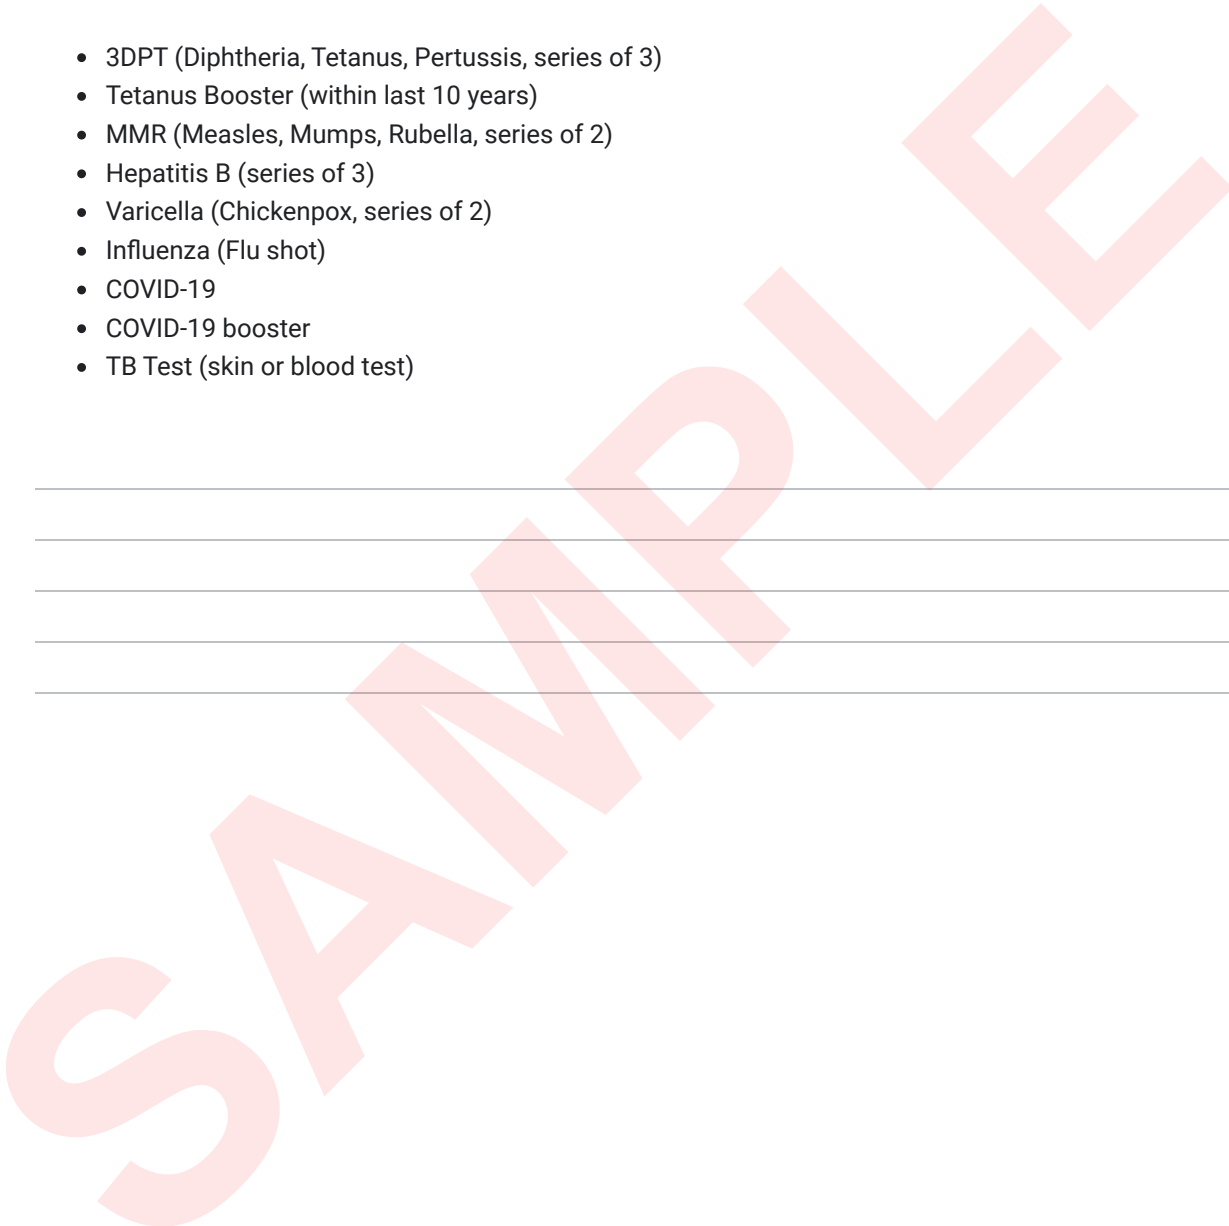 • 3DPT (Diphtheria, Tetanus, Pertussis, series of 3)
• Tetanus Booster (within last 10 years)
• MMR (Measles, Mumps, Rubella, series of 2)
• Hepatitis B (series of 3)
• Varicella (Chickenpox, series of 2)
• Influenza (Flu shot)
• COVID-19
• COVID-19 booster
• TB Test (skin or blood test)
SAMPLE